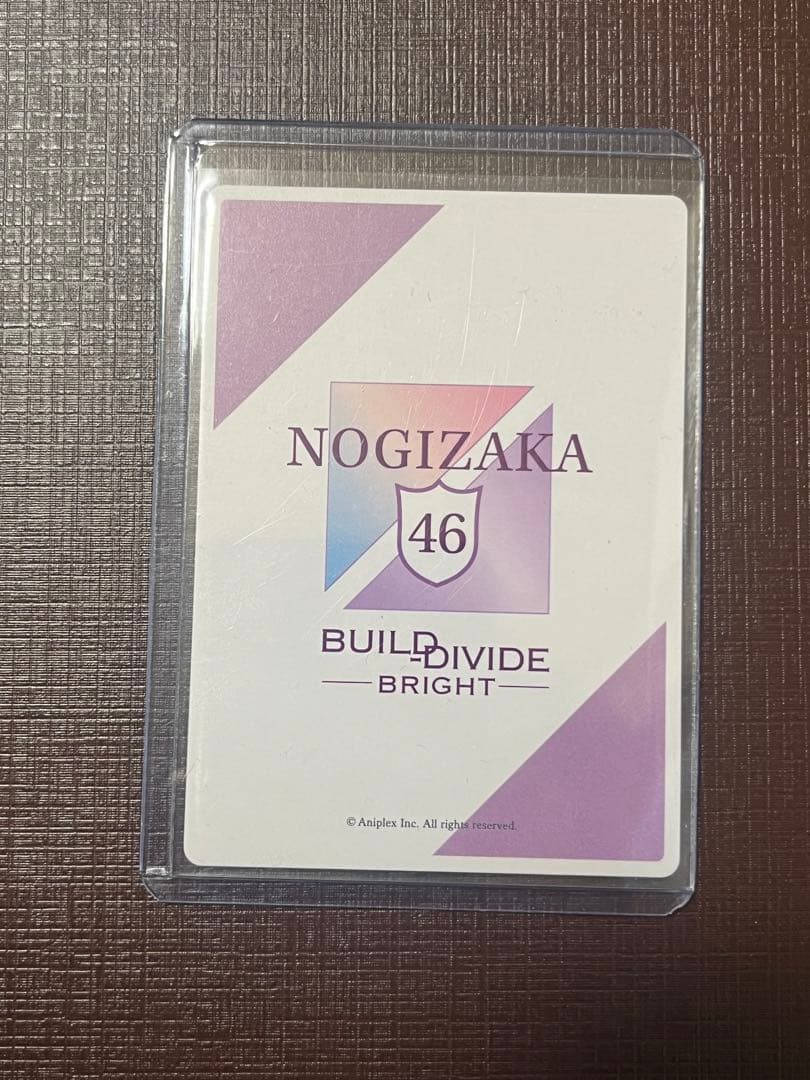 NOGIZAKA
46
BUILD-DIVIDE
BRIGHT
© Aniplex Inc. All rights reserved.